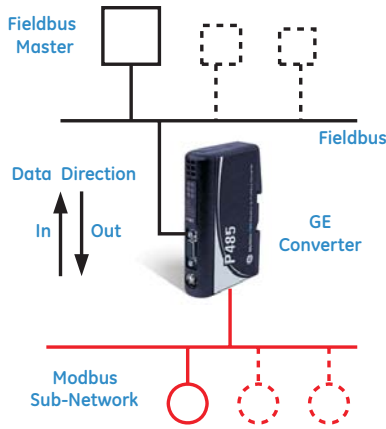 Fieldbus
Master
Fieldbus
Data Direction
In
Out
P485
GE
Converter
Modbus
Sub-Network